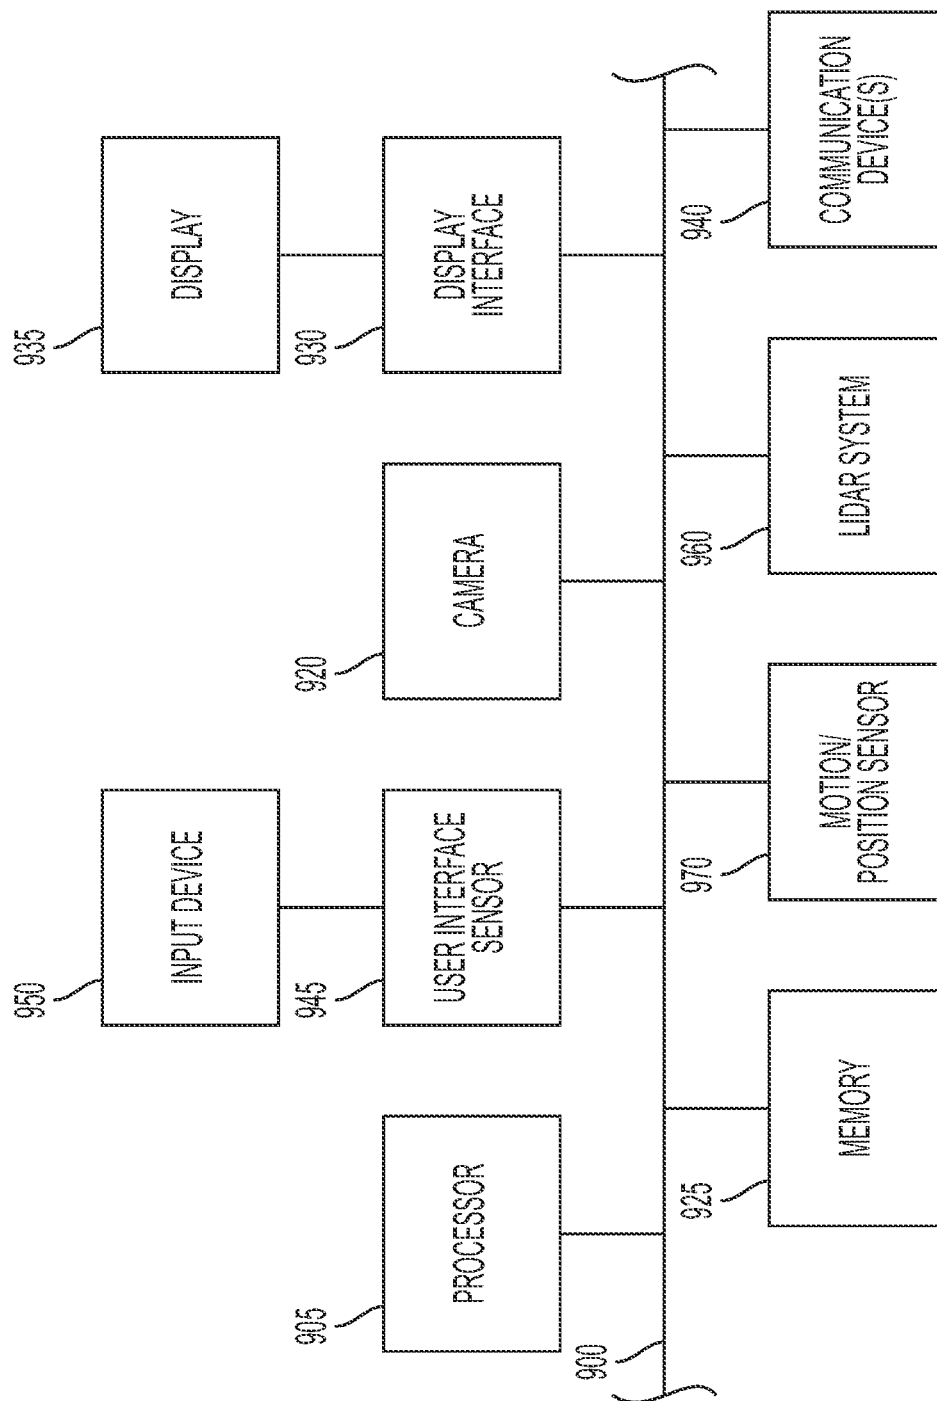 950
INPUT DEVICE
935
DISPLAY
905
PROCESSOR
945
USER INTERFACE
SENSOR
920
CAMERA
930
DISPLAY
INTERFACE
900
925
MEMORY
970
MOTION/
POSITION SENSOR
960
LIDAR SYSTEM
940
COMMUNICATION
DEVICE(S)